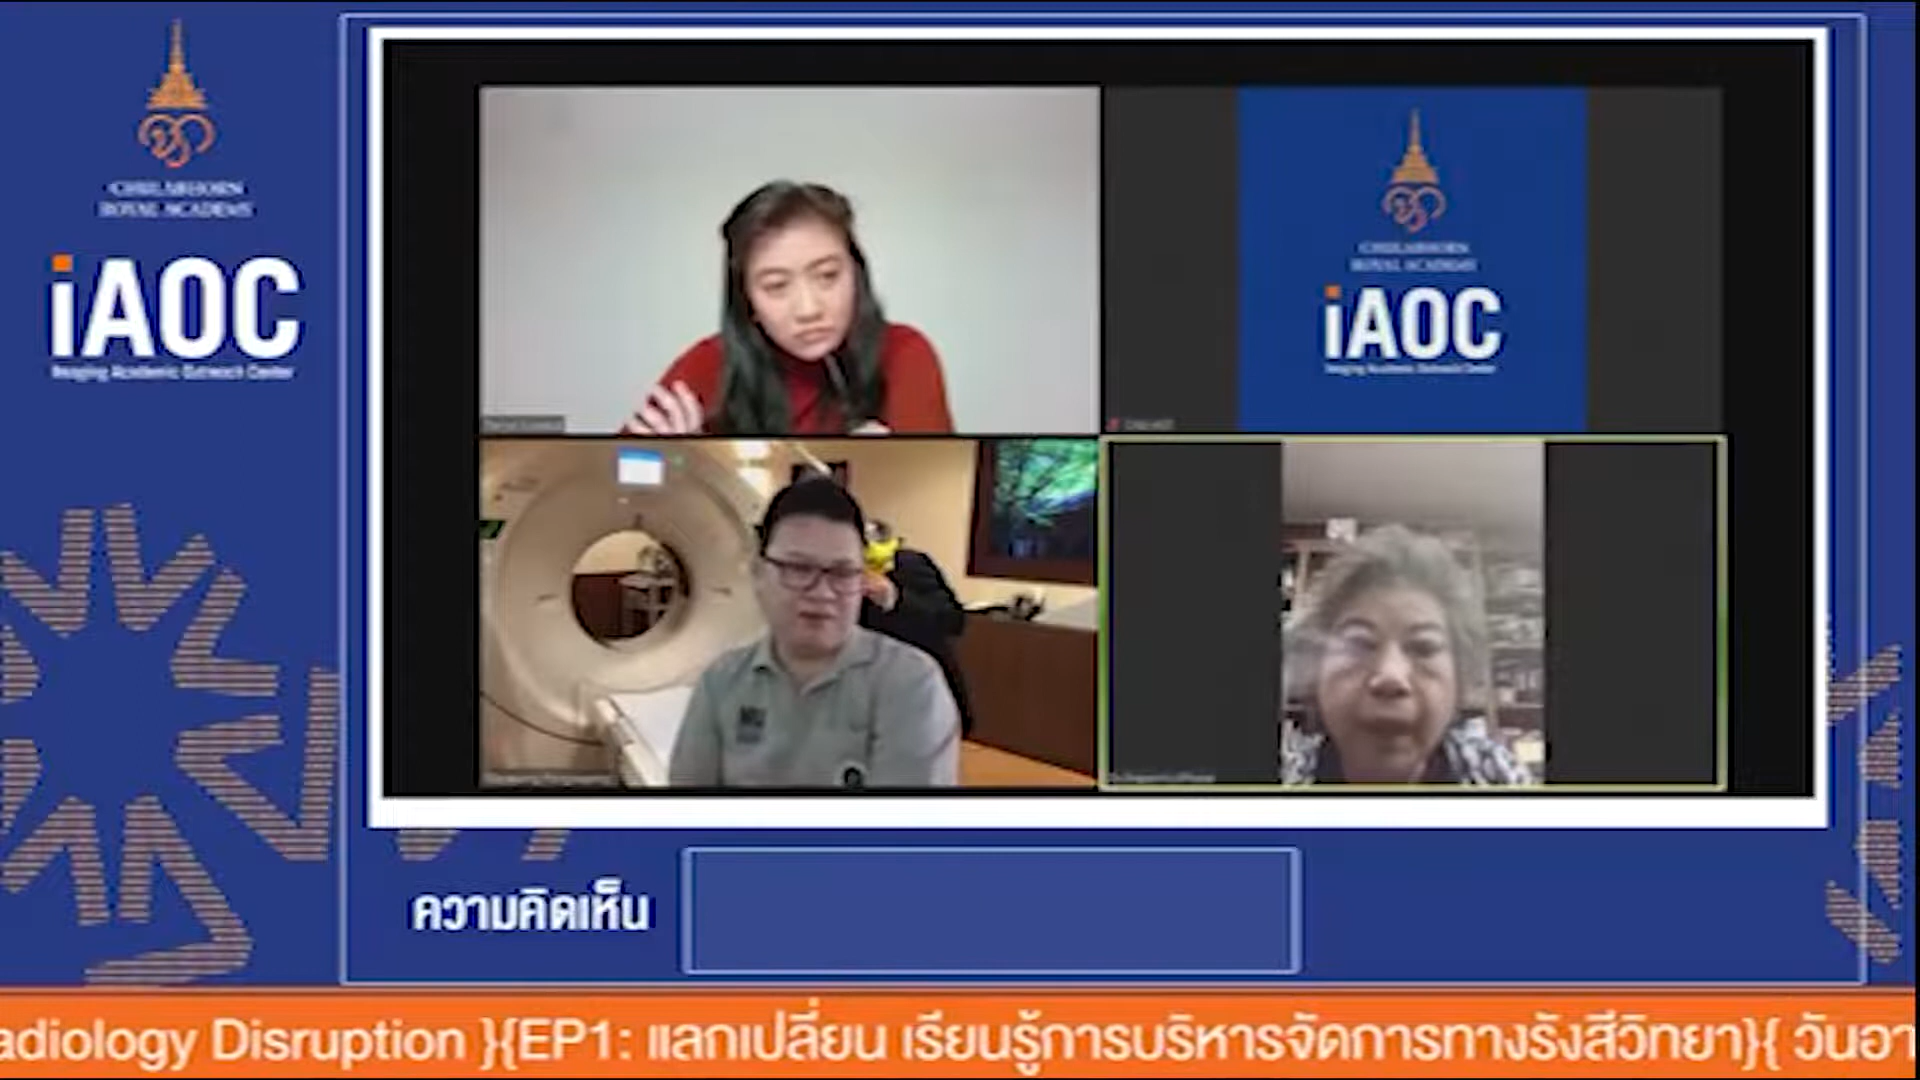 CHULABHORN
ROYAL ACADEMY
iAOC
Imaging Academic Outreach Center
CHULABHORN
ROYAL ACADEMY
iAOC
Imaging Academic Outreach Center
MU
ความคิดเห็น
adiology Disruption }{EP1: แลกเปลี่ยน เรียนรู้การบริหารจัดการทางรังสีวิทยา}{ วันอา